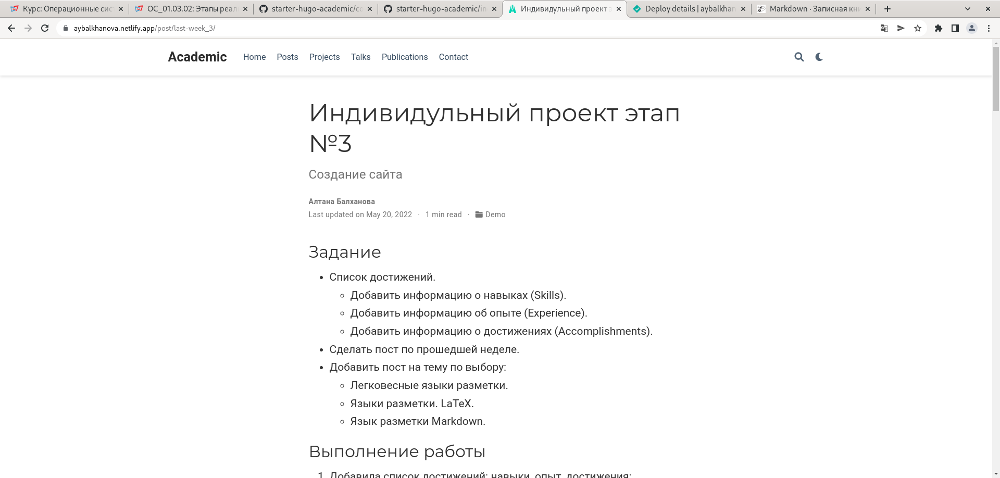 Курс: Операционные сис
ОС_01.03.02: Этапы реал
starter-hugo-academic/co
starter-hugo-academic/in
Индивидульный проект э
Deploy details | aybalkhan
Markdown · Записная кни
aybalkhanova.netlify.app/post/last-week_3/
Academic
Home
Posts
Projects
Talks
Publications
Contact
Индивидульный проект этап
№3
Создание сайта
Алтана Балханова
Last updated on May 20, 2022 · 1 min read · Demo
Задание
• Список достижений.
◦ Добавить информацию о навыках (Skills).
◦ Добавить информацию об опыте (Experience).
◦ Добавить информацию о достижениях (Accomplishments).
• Сделать пост по прошедшей неделе.
• Добавить пост на тему по выбору:
◦ Легковесные языки разметки.
◦ Языки разметки. LaTeX.
◦ Язык разметки Markdown.
Выполнение работы
1. Добавила список достижений: навыки, опыт, достижения;